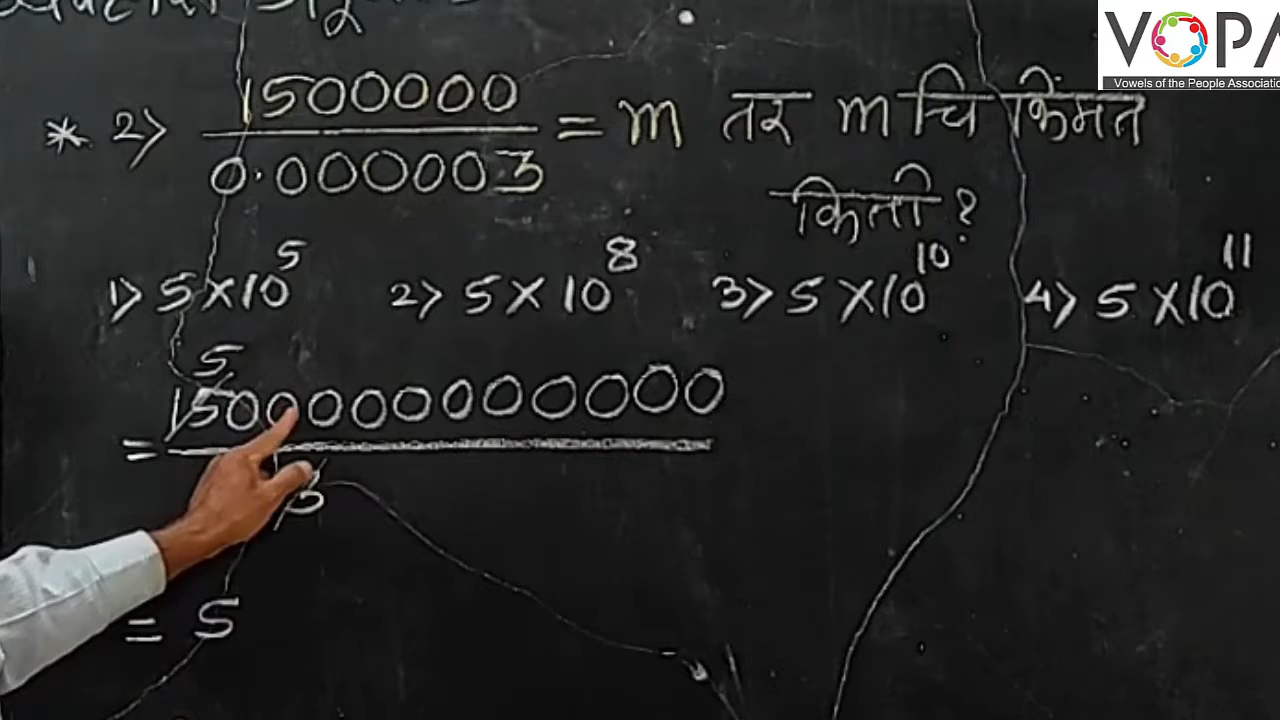 * 2> 1500000 = m तर m चि किंमत
0.000003
किती ?
1> 5 X 10⁵ 2> 5 X 10⁸ 3> 5 X 10¹⁰ 4> 5 X 10¹¹
5
= 1500000000000
3
= 5
VOPA
Vowels of the People Associatio